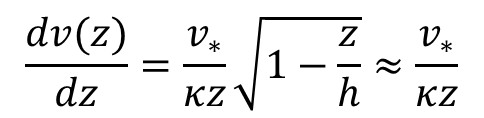 dv(z)/dz = v_*/κz √(1 − z/h) ≈ v_*/κz